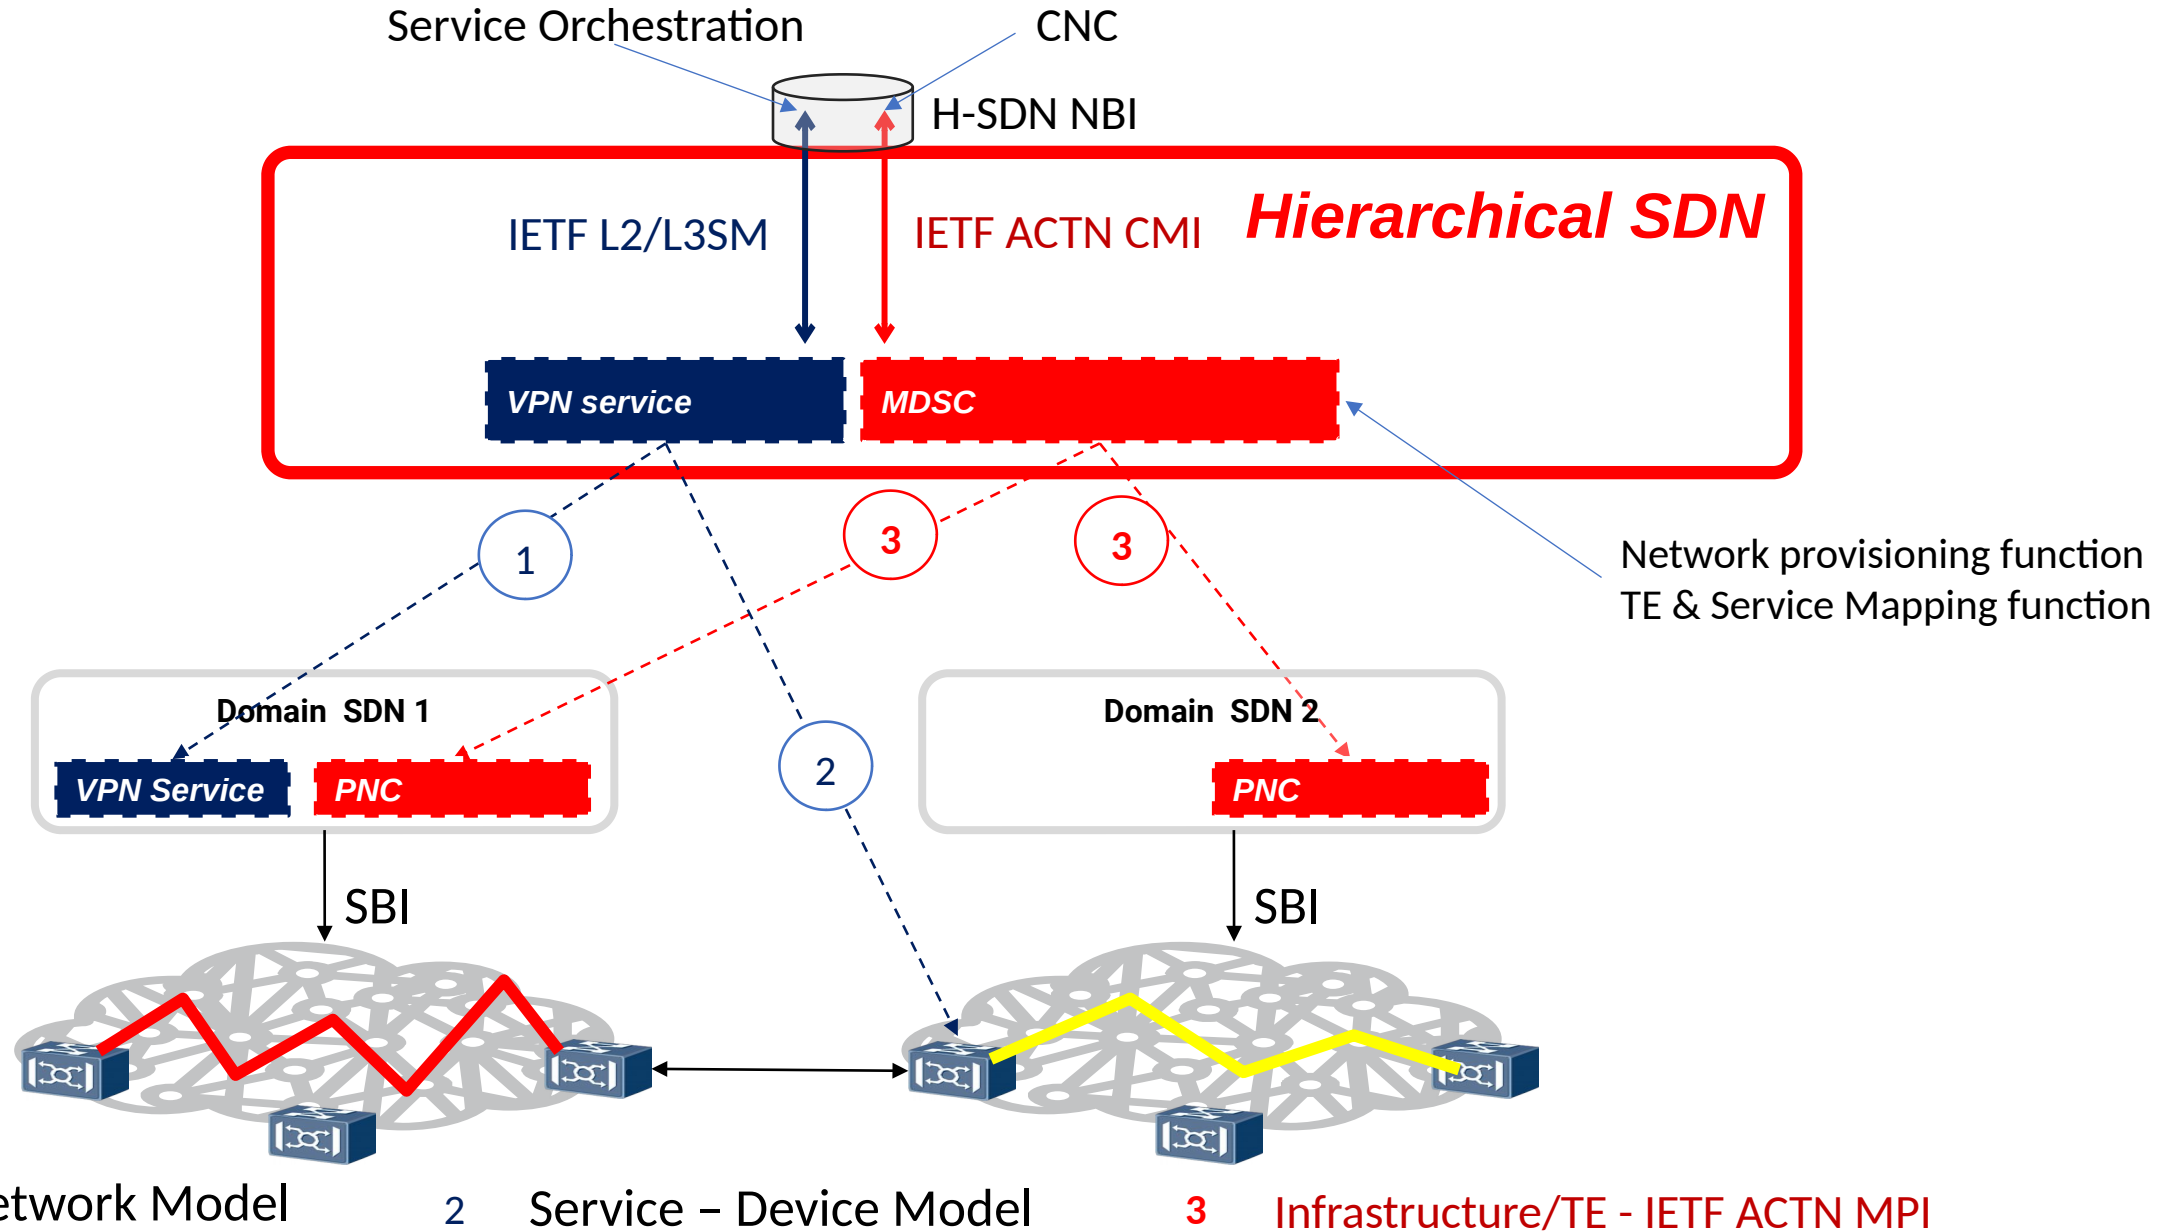 Service Orchestration
CNC
H-SDN NBI
IETF L2/L3SM
IETF ACTN CMI
Hierarchical SDN
VPN service
MDSC
1
3
3
Network provisioning function
TE & Service Mapping function
Domain SDN 1
Domain SDN 2
VPN Service
PNC
2
PNC
SBI
SBI
etwork Model
2
Service – Device Model
3
Infrastructure/TE - IETF ACTN MPI